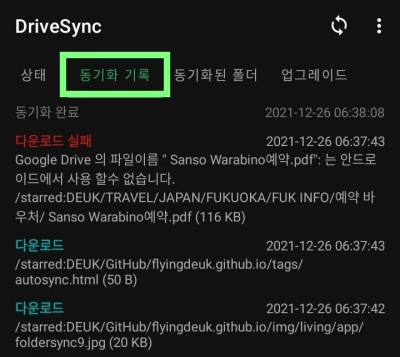 DriveSync
상태 동기화 기록 동기화된 폴더 업그레이드
동기화 완료 2021-12-26 06:38:08
다운로드 실패 2021-12-26 06:37:43
Google Drive 의 파일이름 " Sanso Warabino예약.pdf": 는 안드로
이드에서 사용 할수 없습니다.
/starred:DEUK/TRAVEL/JAPAN/FUKUOKA/FUK INFO/예약 바
우처/ Sanso Warabino예약.pdf (116 KB)
다운로드 2021-12-26 06:37:43
/starred:DEUK/GitHub/flyingdeuk.github.io/tags/
autosync.html (50 B)
다운로드 2021-12-26 06:37:42
/starred:DEUK/GitHub/flyingdeuk.github.io/img/living/app/
foldersync9.jpg (20 KB)